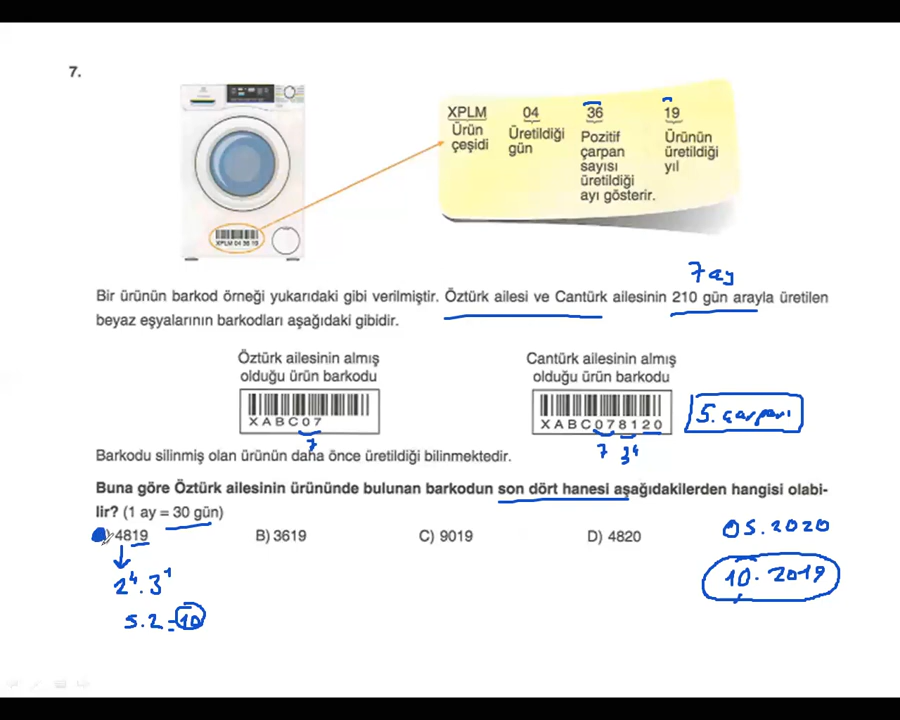 7.
XPLM 04 36 19
XPLM 04 36 19
Ürün çeşidi
Üretildiği gün
Pozitif çarpan sayısı üretildiği ayı gösterir.
Ürünün üretildiği yıl
7 ay
Bir ürünün barkod örneği yukarıdaki gibi verilmiştir. Öztürk ailesi ve Cantürk ailesinin 210 gün arayla üretilen
beyaz eşyalarının barkodları aşağıdaki gibidir.
Öztürk ailesinin almış
olduğu ürün barkodu
XABC07
7
Cantürk ailesinin almış
olduğu ürün barkodu
XABC078120
7 3⁴
5. çarpanı
Barkodu silinmiş olan ürünün daha önce üretildiği bilinmektedir.
Buna göre Öztürk ailesinin ürününde bulunan barkodun son dört hanesi aşağıdakilerden hangisi olabi-
lir? (1 ay = 30 gün)
4819 B) 3619 C) 9019 D) 4820
05.2020
10.2019
2⁴.3¹
5.2=10